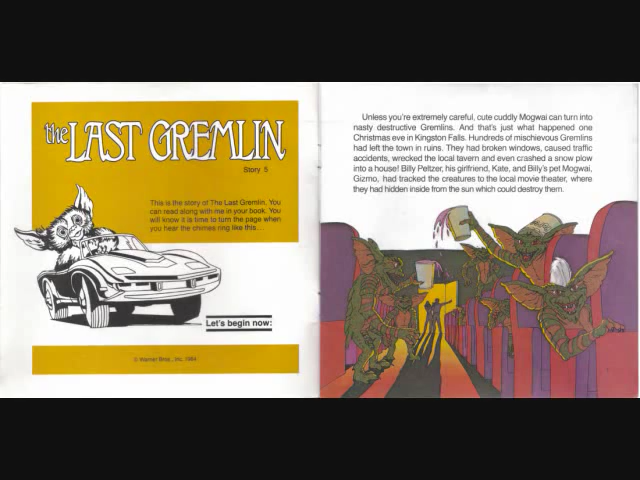 the LAST GREMLIN
Story 5
This is the story of The Last Gremlin. You
can read along with me in your book. You
will know it is time to turn the page when
you hear the chimes ring like this...
Let's begin now:
© Warner Bros., Inc. 1984
Unless you're extremely careful, cute cuddly Mogwai can turn into
nasty destructive Gremlins. And that's just what happened one
Christmas eve in Kingston Falls. Hundreds of mischievous Gremlins
had left the town in ruins. They had broken windows, caused traffic
accidents, wrecked the local tavern and even crashed a snow plow
into a house! Billy Peltzer, his girlfriend, Kate, and Billy's pet Mogwai,
Gizmo, had tracked the creatures to the local movie theater, where
they had hidden inside from the sun which could destroy them.